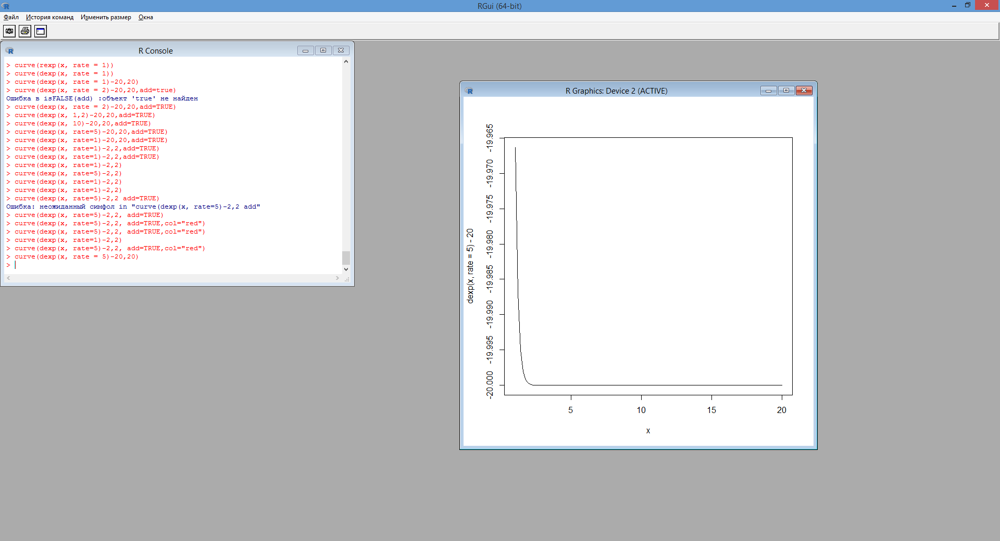 RGui (64-bit)
Файл История команд Изменить размер Окна
R Console
> curve(rexp(x, rate = 1))
> curve(dexp(x, rate = 1))
> curve(dexp(x, rate = 1)-20,20)
> curve(dexp(x, rate = 2)-20,20,add=true)
Ошибка в isFALSE(add) :объект 'true' не найден
> curve(dexp(x, rate = 2)-20,20,add=TRUE)
> curve(dexp(x, 1,2)-20,20,add=TRUE)
> curve(dexp(x, 10)-20,20,add=TRUE)
> curve(dexp(x, rate=5)-20,20,add=TRUE)
> curve(dexp(x, rate=1)-20,20,add=TRUE)
> curve(dexp(x, rate=1)-2,2,add=TRUE)
> curve(dexp(x, rate=1)-2,2,add=TRUE)
> curve(dexp(x, rate=1)-2,2)
> curve(dexp(x, rate=5)-2,2)
> curve(dexp(x, rate=1)-2,2)
> curve(dexp(x, rate=1)-2,2)
> curve(dexp(x, rate=5)-2,2 add=TRUE)
Ошибка: неожиданный симфол in "curve(dexp(x, rate=5)-2,2 add"
> curve(dexp(x, rate=5)-2,2, add=TRUE)
> curve(dexp(x, rate=5)-2,2, add=TRUE,col="red")
> curve(dexp(x, rate=5)-2,2, add=TRUE,col="red")
> curve(dexp(x, rate=1)-2,2)
> curve(dexp(x, rate=5)-2,2, add=TRUE,col="red")
> curve(dexp(x, rate = 5)-20,20)
>
R Graphics: Device 2 (ACTIVE)
dexp(x, rate = 5) - 20
-19.965
-19.970
-19.975
-19.980
-19.985
-19.990
-19.995
-20.000
5 10 15 20
x